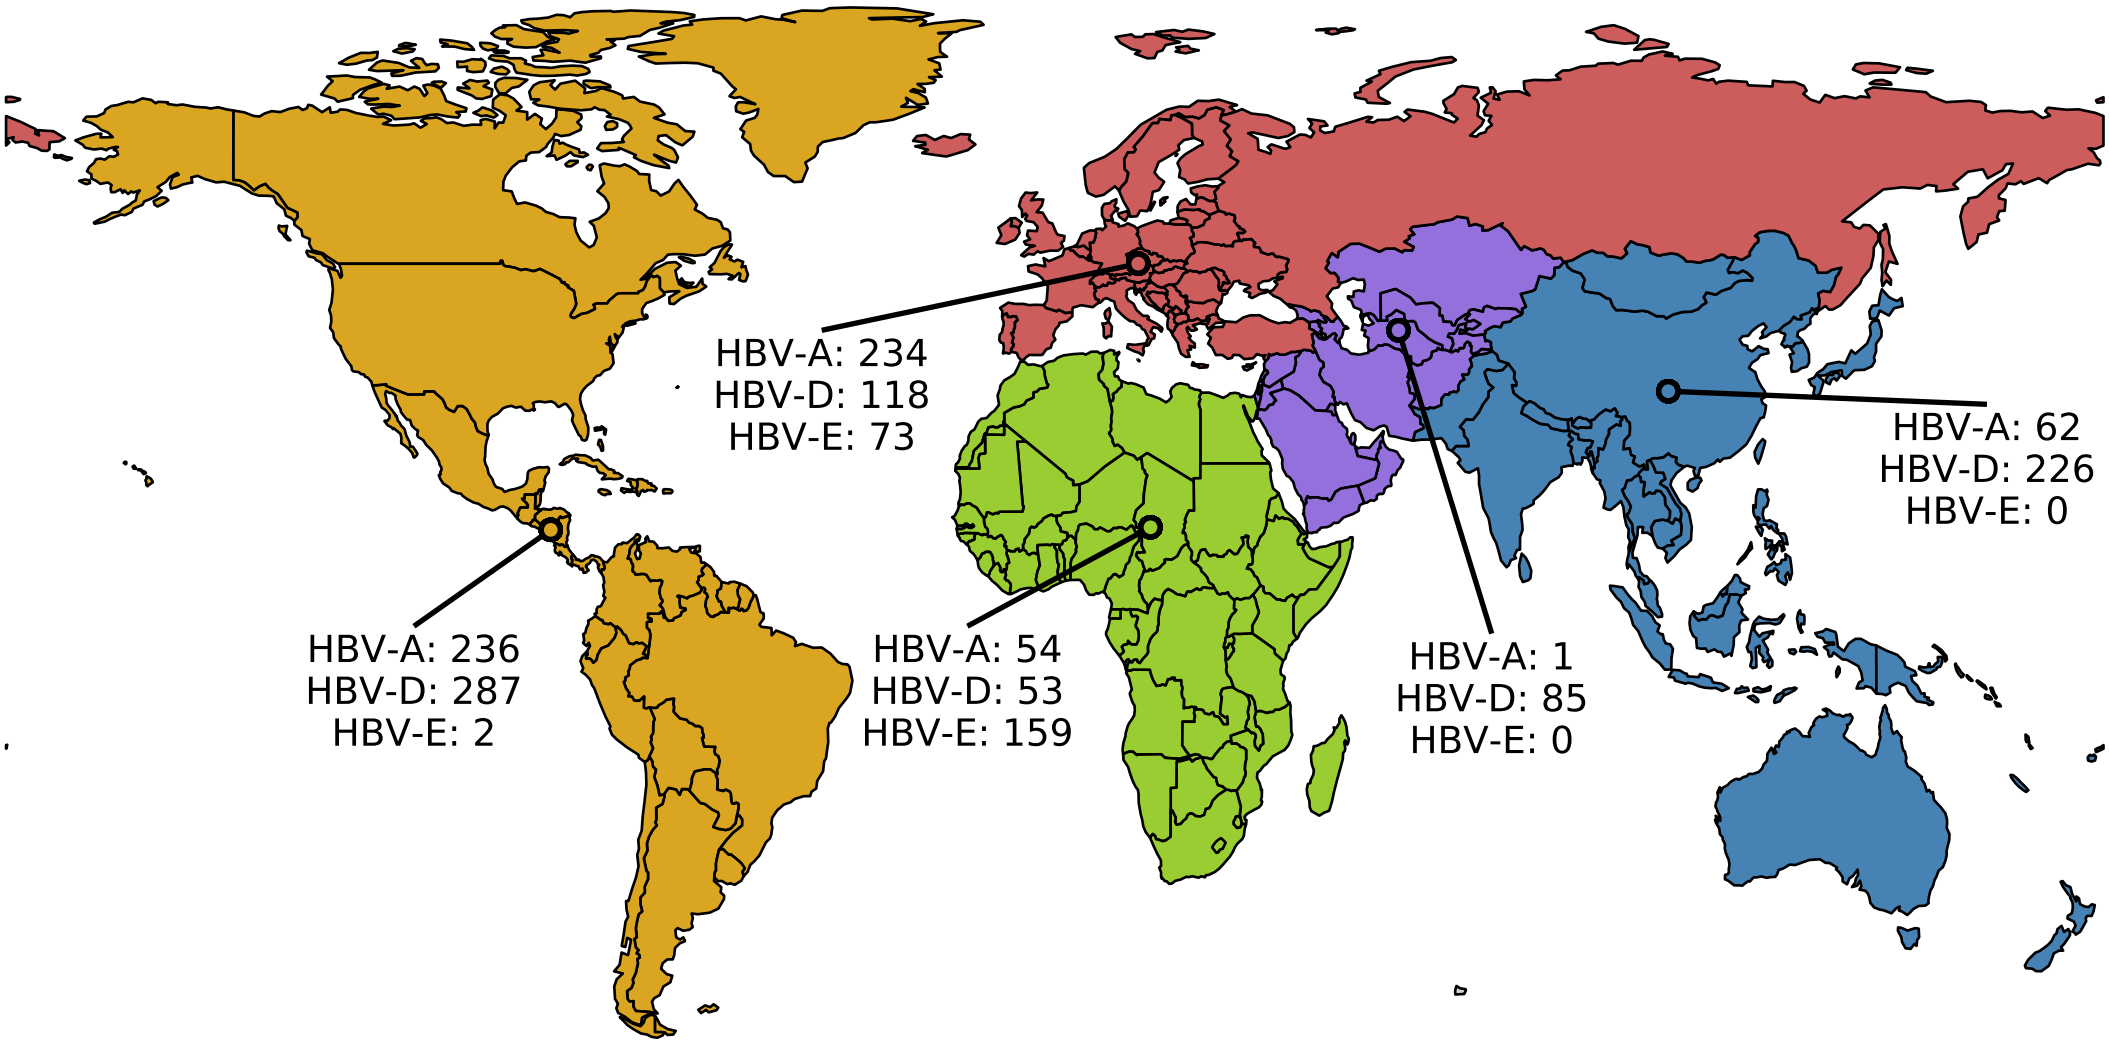 HBV-A: 234
HBV-D: 118
HBV-E: 73
HBV-A: 62
HBV-D: 226
HBV-E: 0
HBV-A: 236
HBV-D: 287
HBV-E: 2
HBV-A: 54
HBV-D: 53
HBV-E: 159
HBV-A: 1
HBV-D: 85
HBV-E: 0